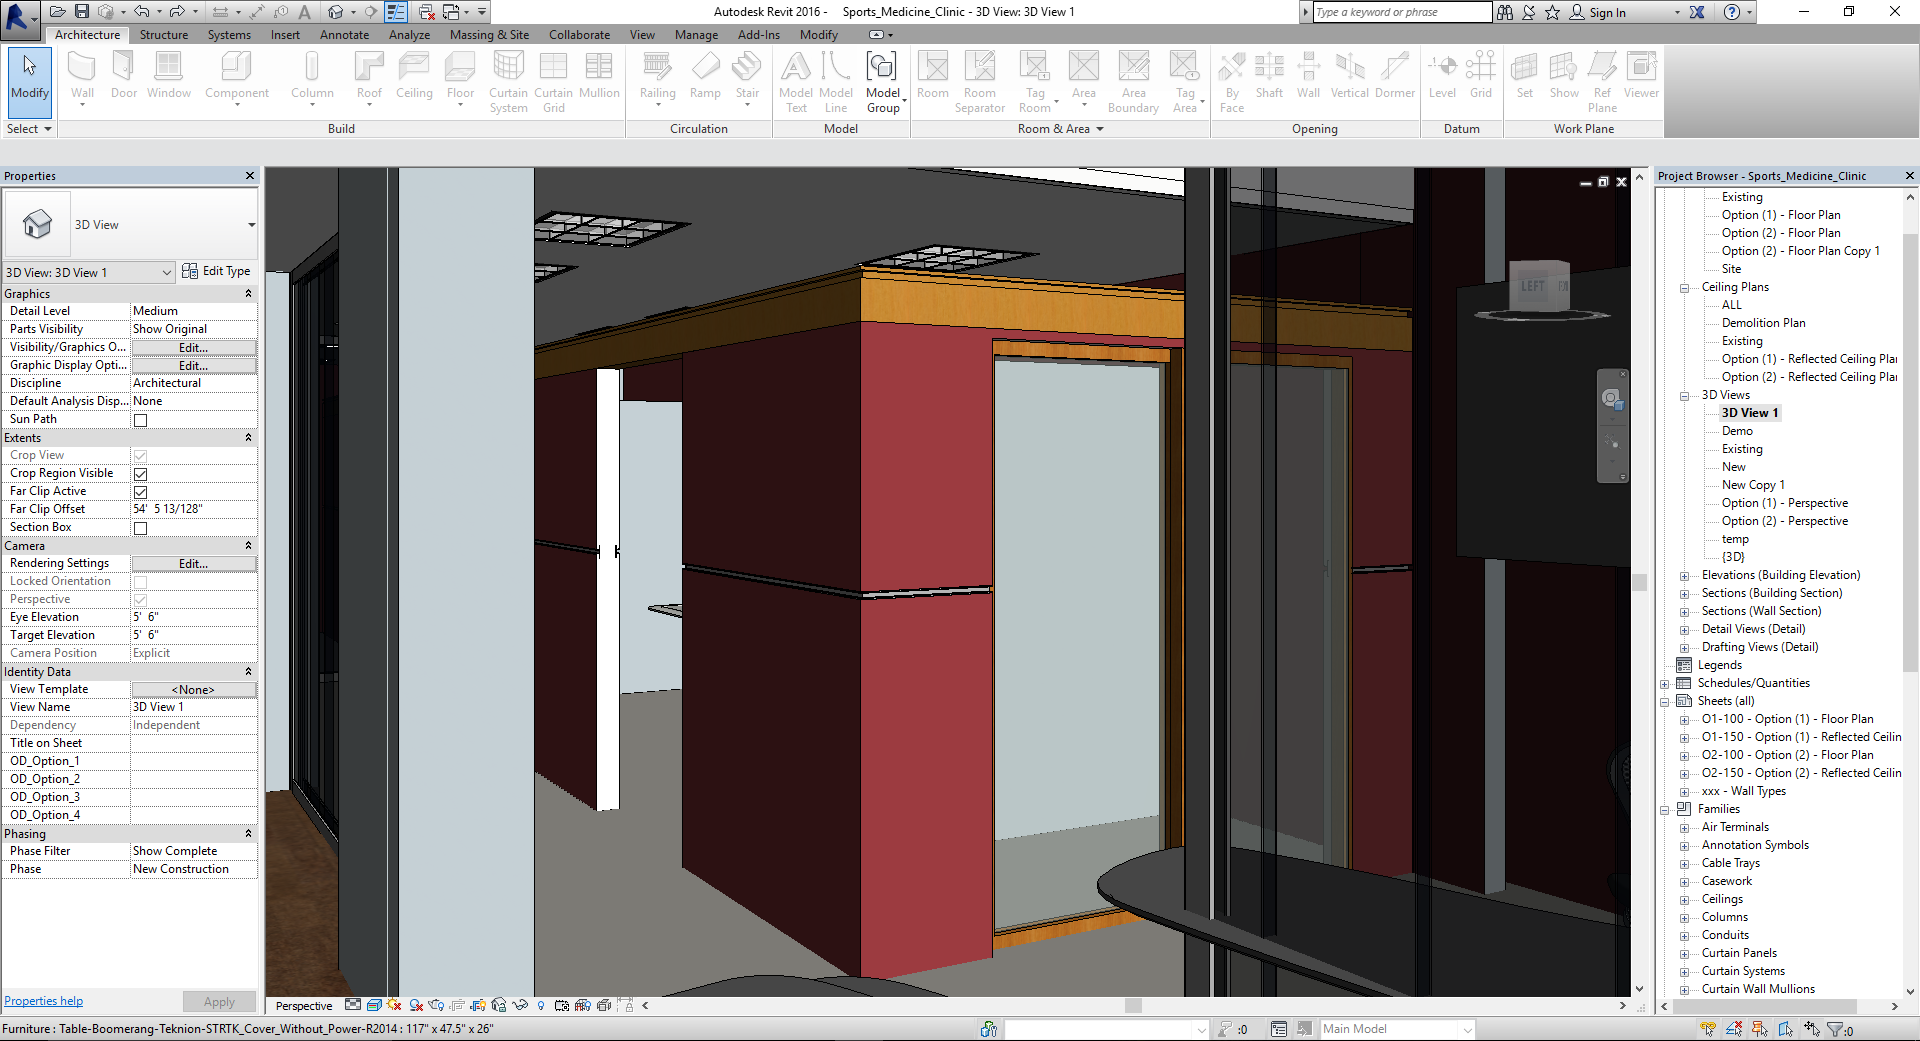 Autodesk Revit 2016 - Sports_Medicine_Clinic - 3D View: 3D View 1
Type a keyword or phrase
Sign In
Architecture Structure Systems Insert Annotate Analyze Massing & Site Collaborate View Manage Add-Ins Modify
Modify Wall Door Window Component Column Roof Ceiling Floor Curtain System Curtain Grid Mullion Railing Ramp Stair Model Text Model Line Model Group Room Room Separator Tag Room Area Area Boundary Tag Area By Face Shaft Wall Vertical Dormer Level Grid Set Show Ref Plane Viewer
Select Build Circulation Model Room & Area Opening Datum Work Plane
Properties
3D View
3D View: 3D View 1
Edit Type
Graphics
Detail Level Medium
Parts Visibility Show Original
Visibility/Graphics O... Edit...
Graphic Display Opti... Edit...
Discipline Architectural
Default Analysis Disp... None
Sun Path
Extents
Crop View
Crop Region Visible
Far Clip Active
Far Clip Offset 54' 5 13/128"
Section Box
Camera
Rendering Settings Edit...
Locked Orientation
Perspective
Eye Elevation 5' 6"
Target Elevation 5' 6"
Camera Position Explicit
Identity Data
View Template <None>
View Name 3D View 1
Dependency Independent
Title on Sheet
OD_Option_1
OD_Option_2
OD_Option_3
OD_Option_4
Phasing
Phase Filter Show Complete
Phase New Construction
Properties help
Apply
LEFT
Perspective
Project Browser - Sports_Medicine_Clinic
Existing
Option (1) - Floor Plan
Option (2) - Floor Plan
Option (2) - Floor Plan Copy 1
Site
Ceiling Plans
ALL
Demolition Plan
Existing
Option (1) - Reflected Ceiling Plan
Option (2) - Reflected Ceiling Plan
3D Views
3D View 1
Demo
Existing
New
New Copy 1
Option (1) - Perspective
Option (2) - Perspective
temp
{3D}
Elevations (Building Elevation)
Sections (Building Section)
Sections (Wall Section)
Detail Views (Detail)
Drafting Views (Detail)
Legends
Schedules/Quantities
Sheets (all)
O1-100 - Option (1) - Floor Plan
O1-150 - Option (1) - Reflected Ceilin
O2-100 - Option (2) - Floor Plan
O2-150 - Option (2) - Reflected Ceilin
xxx - Wall Types
Families
Air Terminals
Annotation Symbols
Cable Trays
Casework
Ceilings
Columns
Conduits
Curtain Panels
Curtain Systems
Curtain Wall Mullions
Furniture : Table-Boomerang-Teknion-STRTK_Cover_Without_Power-R2014 : 117" x 47.5" x 26"
:0
Main Model
:0